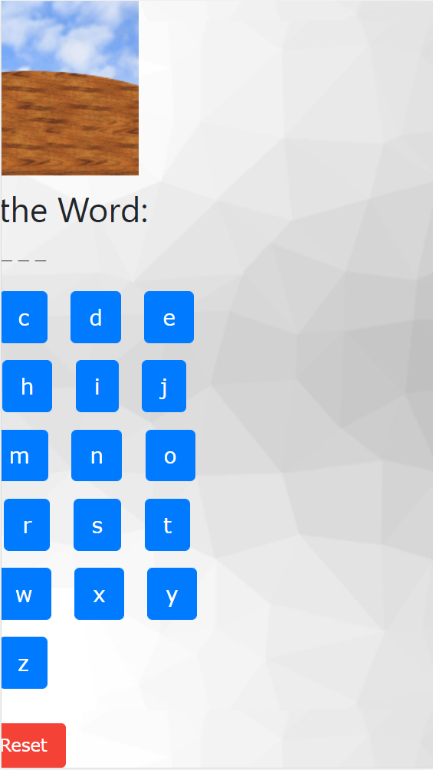 the Word:
_ _ _
c d e
h i j
m n o
r s t
w x y
z
Reset